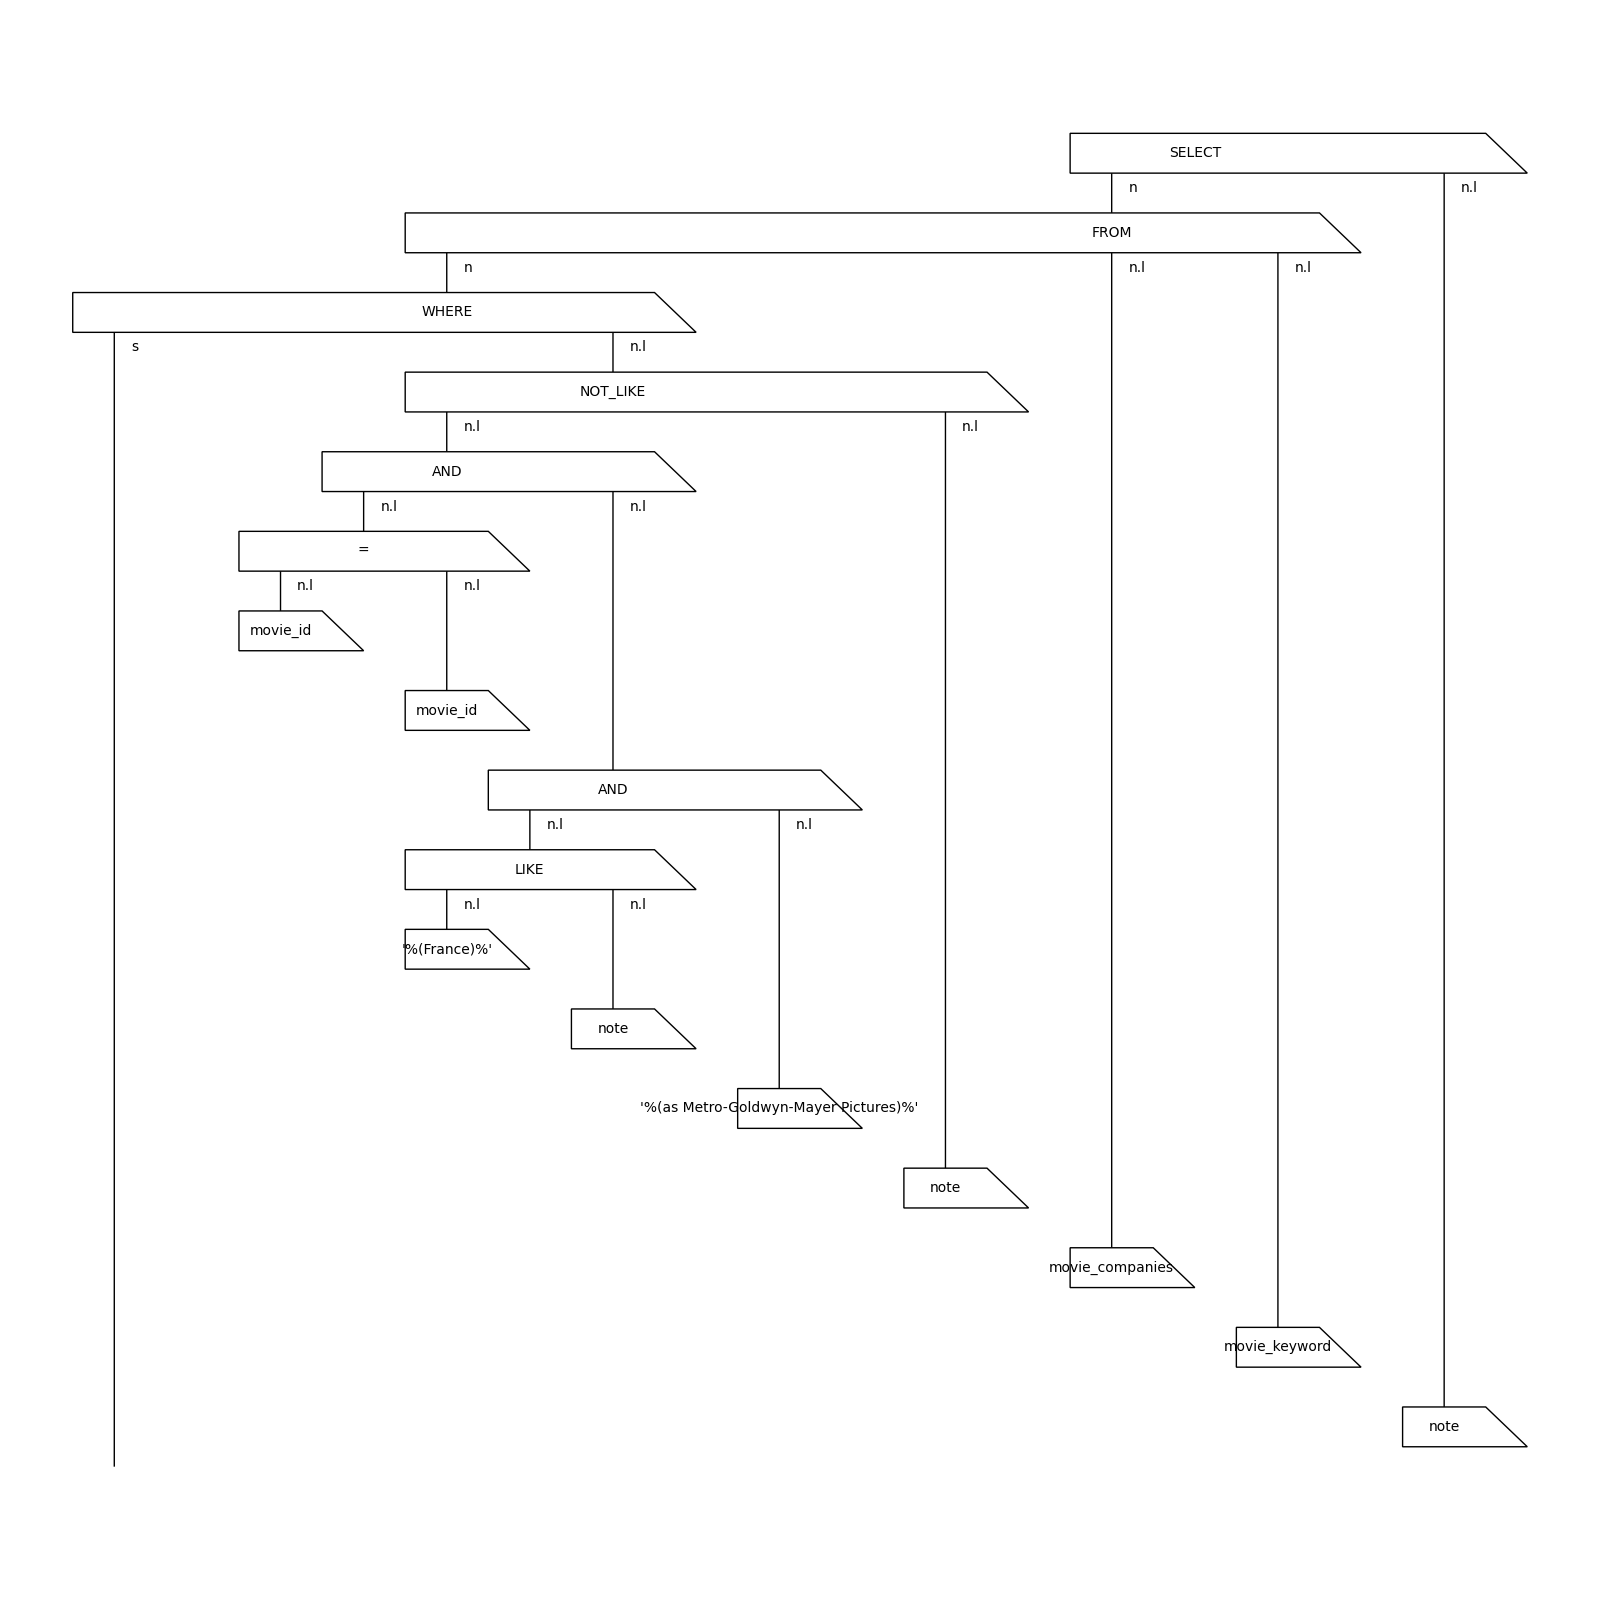 SELECT
n n.l
FROM
n n.l n.l
WHERE
s n.l
NOT_LIKE
n.l n.l
AND
n.l n.l
=
n.l n.l
movie_id
movie_id
AND
n.l n.l
LIKE
n.l n.l
'%(France)%'
note
'%(as Metro-Goldwyn-Mayer Pictures)%'
note
movie_companies
movie_keyword
note